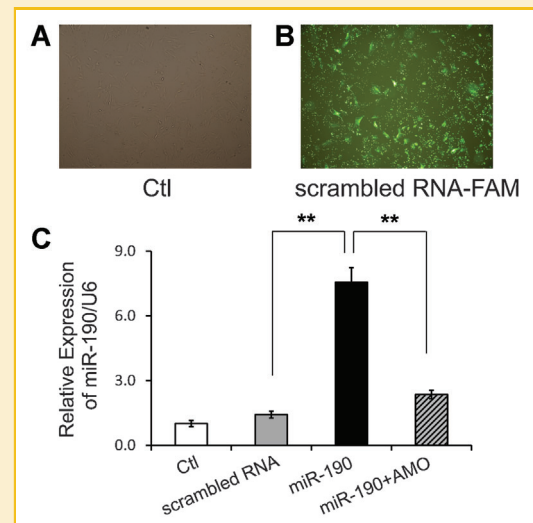 A
B
Ctl
scrambled RNA-FAM
C
**
**
Relative Expression
of miR-190/U6
9.0
6.0
3.0
0.0
Ctl
scrambled RNA
miR-190
miR-190+AMO